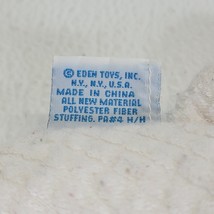 © EDEN TOYS, INC.
N.Y., N.Y., U.S.A.
MADE IN CHINA
ALL NEW MATERIAL
POLYESTER FIBER
STUFFING. PA#4 H/H